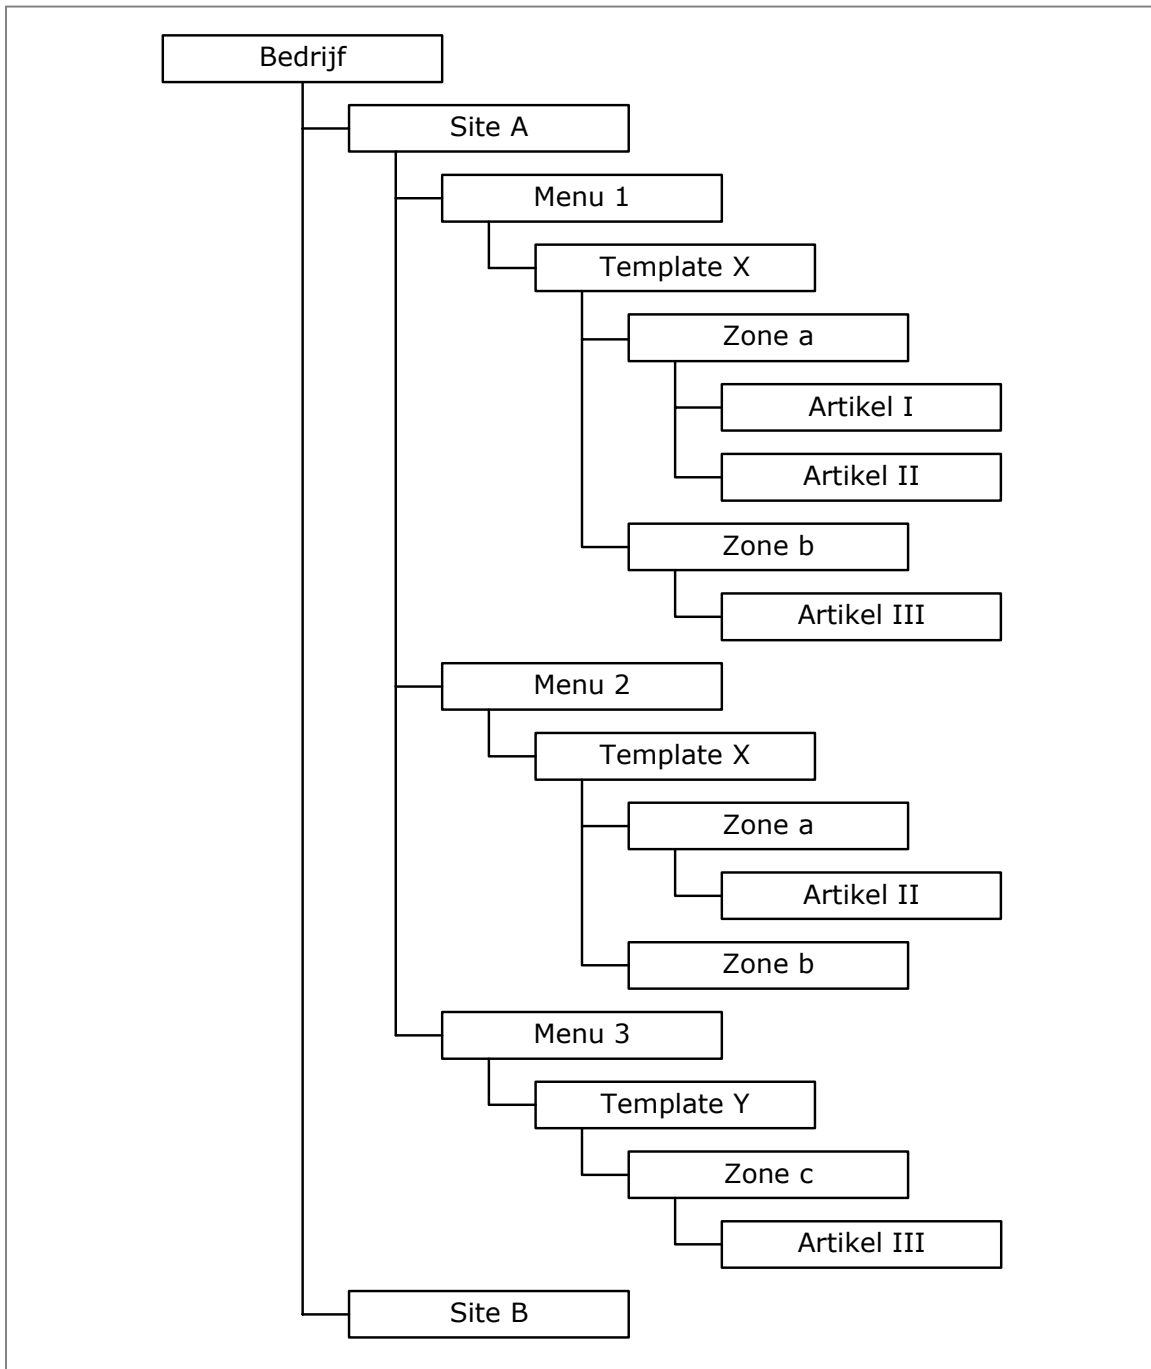 Bedrijf
Site A
Menu 1
Template X
Zone a
Artikel I
Artikel II
Zone b
Artikel III
Menu 2
Template X
Zone a
Artikel II
Zone b
Menu 3
Template Y
Zone c
Artikel III
Site B